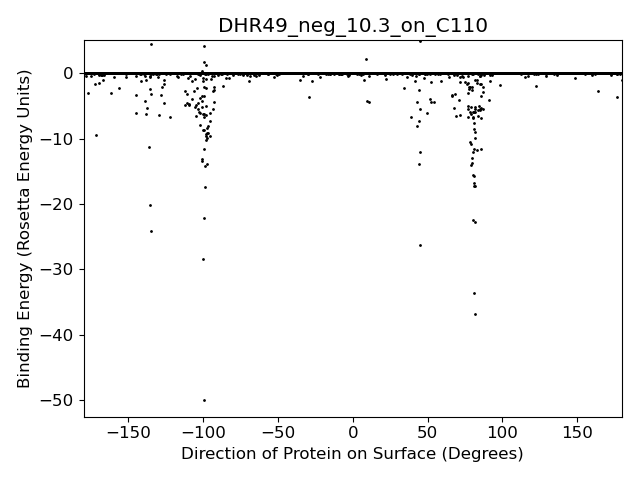 DHR49_neg_10.3_on_C110
Binding Energy (Rosetta Energy Units)
0
−10
−20
−30
−40
−50
−150 −100 −50 0 50 100 150
Direction of Protein on Surface (Degrees)